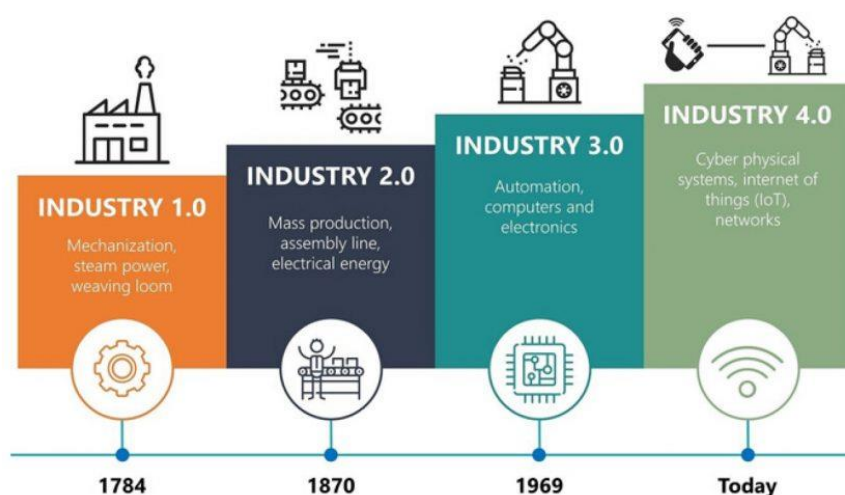 INDUSTRY 1.0
Mechanization,
steam power,
weaving loom
INDUSTRY 2.0
Mass production,
assembly line,
electrical energy
INDUSTRY 3.0
Automation,
computers and
electronics
INDUSTRY 4.0
Cyber physical
systems, internet of
things (IoT),
networks
1784
1870
1969
Today